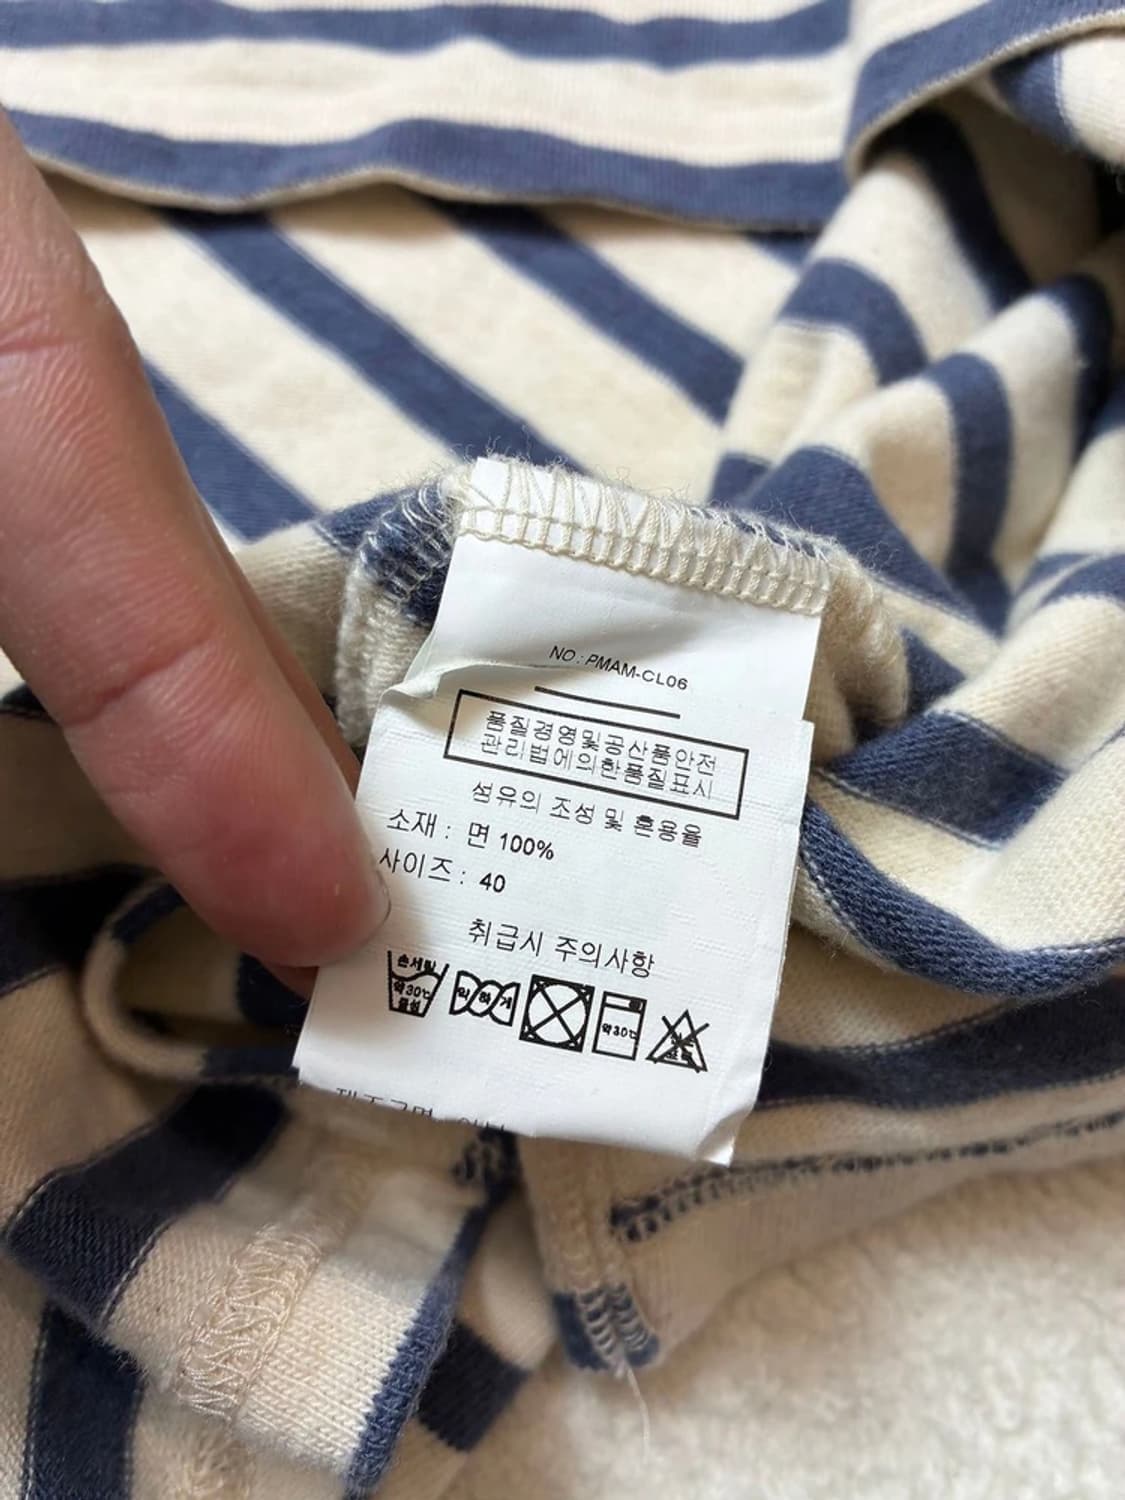 NO : PMAM-CL06
품질경영및공산품안전
관리법에의한품질표시
섬유의 조성 및 혼용율
소재 : 면 100%
사이즈 : 40
취급시 주의사항
손세탁
약30℃
중성
약하게
약30℃